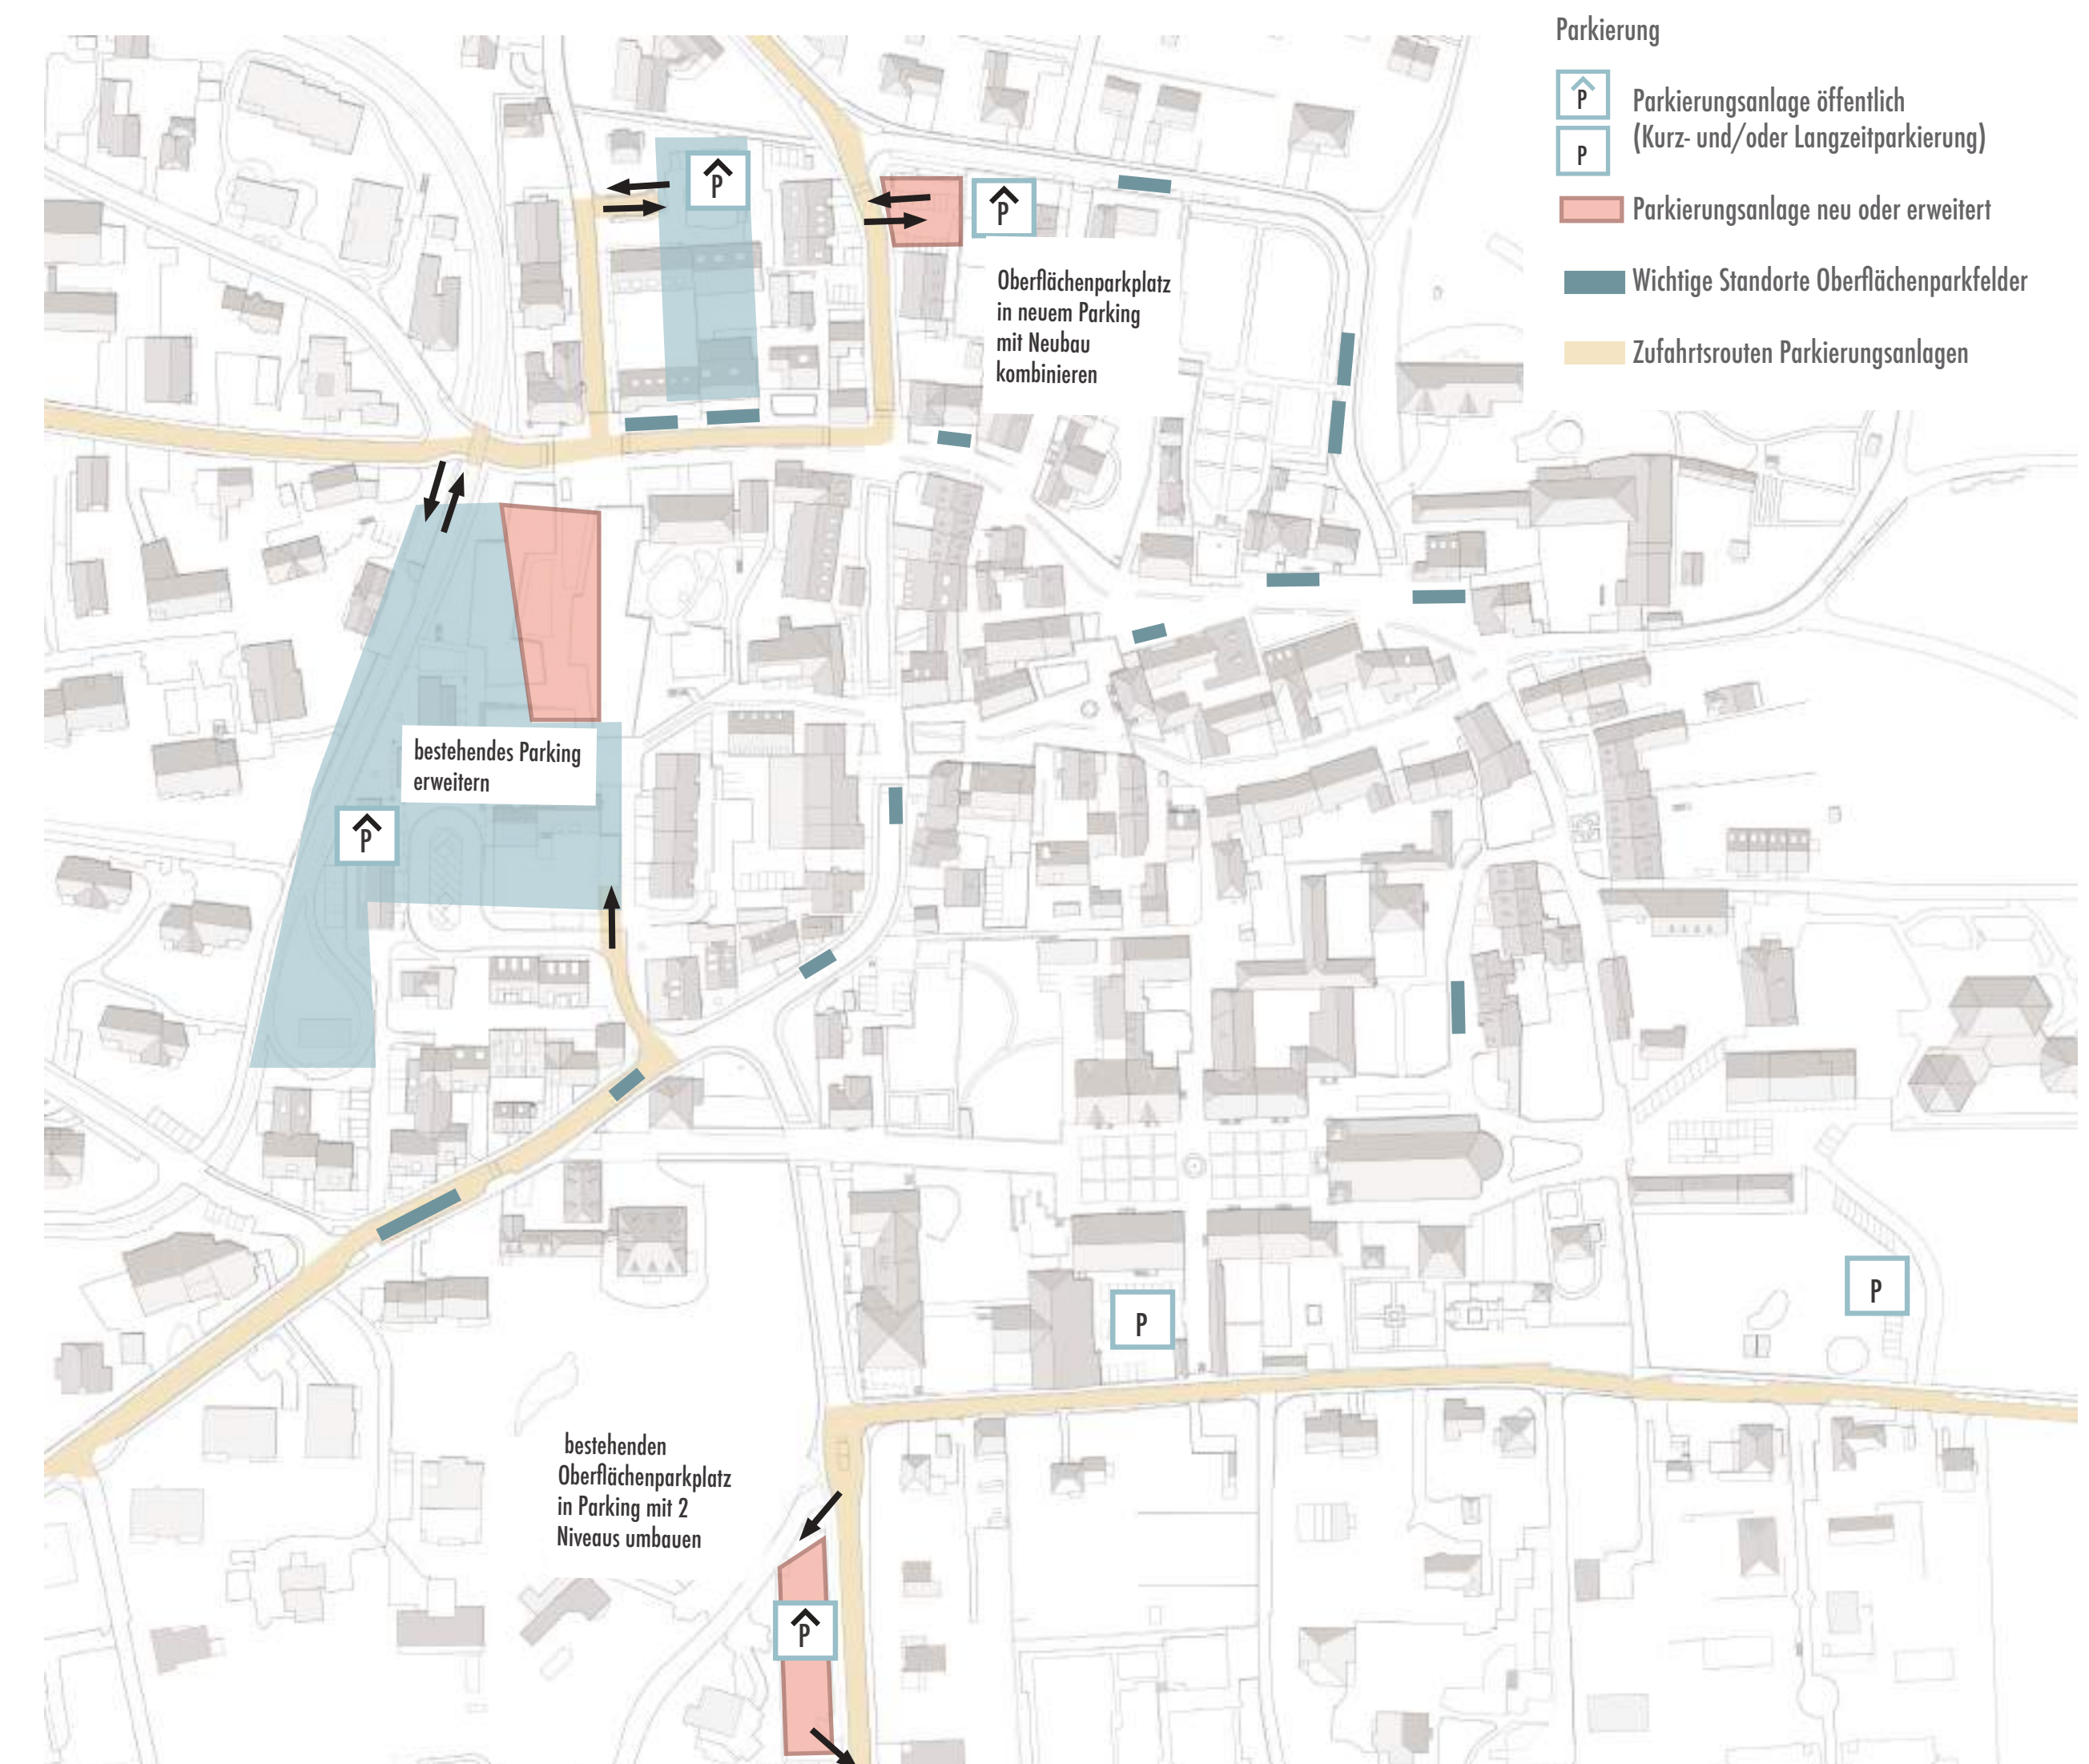 Parkierung
P
Parkierungsanlage öffentlich
(Kurz- und/oder Langzeitparkierung)
P
Parkierungsanlage neu oder erweitert
Wichtige Standorte Oberflächenparkfelder
Zufahrtsrouten Parkierungsanlagen
P
P
Oberflächenparkplatz
in neuem Parking
mit Neubau
kombinieren
bestehendes Parking
erweitern
P
P
P
bestehenden
Oberflächenparkplatz
in Parking mit 2
Niveaus umbauen
P